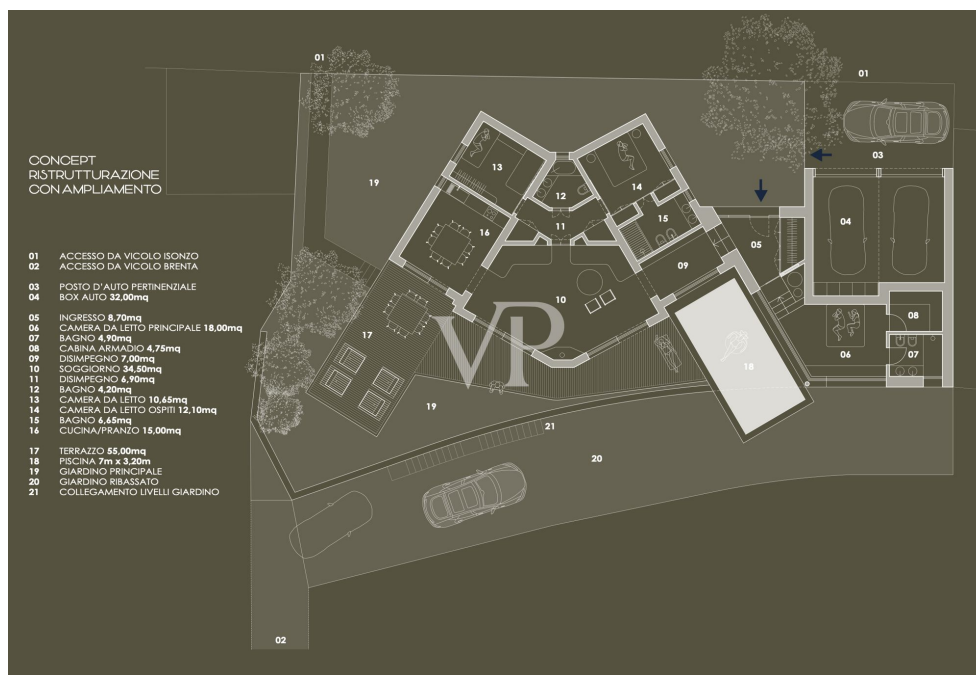 01
01
03
CONCEPT
RISTRUTTURAZIONE
CON AMPLIAMENTO
13
12
14
19
04
11
15
16
05
09
01 ACCESSO DA VICOLO ISONZO
02 ACCESSO DA VICOLO BRENTA
03 POSTO D'AUTO PERTINENZIALE
04 BOX AUTO 32,00mq
05 INGRESSO 8,70mq
06 CAMERA DA LETTO PRINCIPALE 18,00mq
07 BAGNO 4,90mq
08 CABINA ARMADIO 4,75mq
09 DISIMPEGNO 7,00mq
10 SOGGIORNO 34,50mq
11 DISIMPEGNO 6,90mq
12 BAGNO 4,20mq
13 CAMERA DA LETTO 10,65mq
14 CAMERA DA LETTO OSPITI 12,10mq
15 BAGNO 6,65mq
16 CUCINA/PRANZO 15,00mq
17 TERRAZZO 55,00mq
18 PISCINA 7m x 3,20m
19 GIARDINO PRINCIPALE
20 GIARDINO RIBASSATO
21 COLLEGAMENTO LIVELLI GIARDINO
10
08
17
VP
06
07
18
19
21
20
02